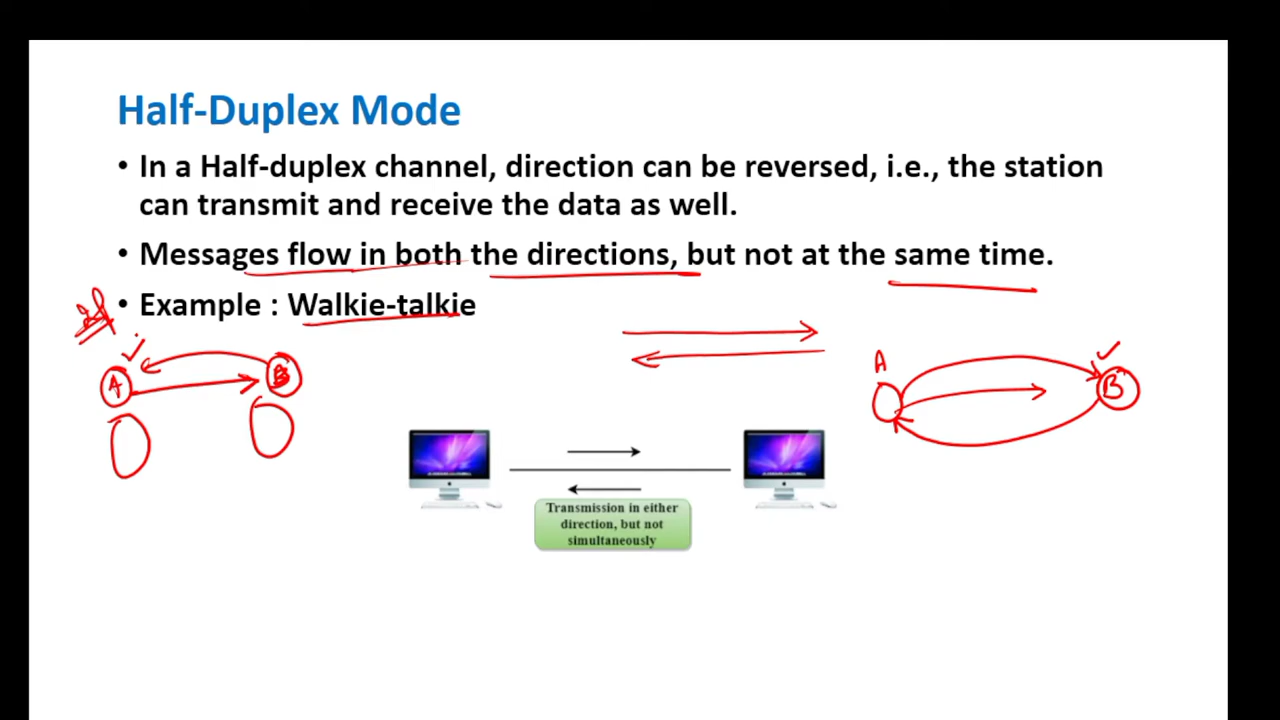 Half-Duplex Mode
• In a Half-duplex channel, direction can be reversed, i.e., the station
can transmit and receive the data as well.
• Messages flow in both the directions, but not at the same time.
• Example : Walkie-talkie
A
B
A
B
Transmission in either
direction, but not
simultaneously